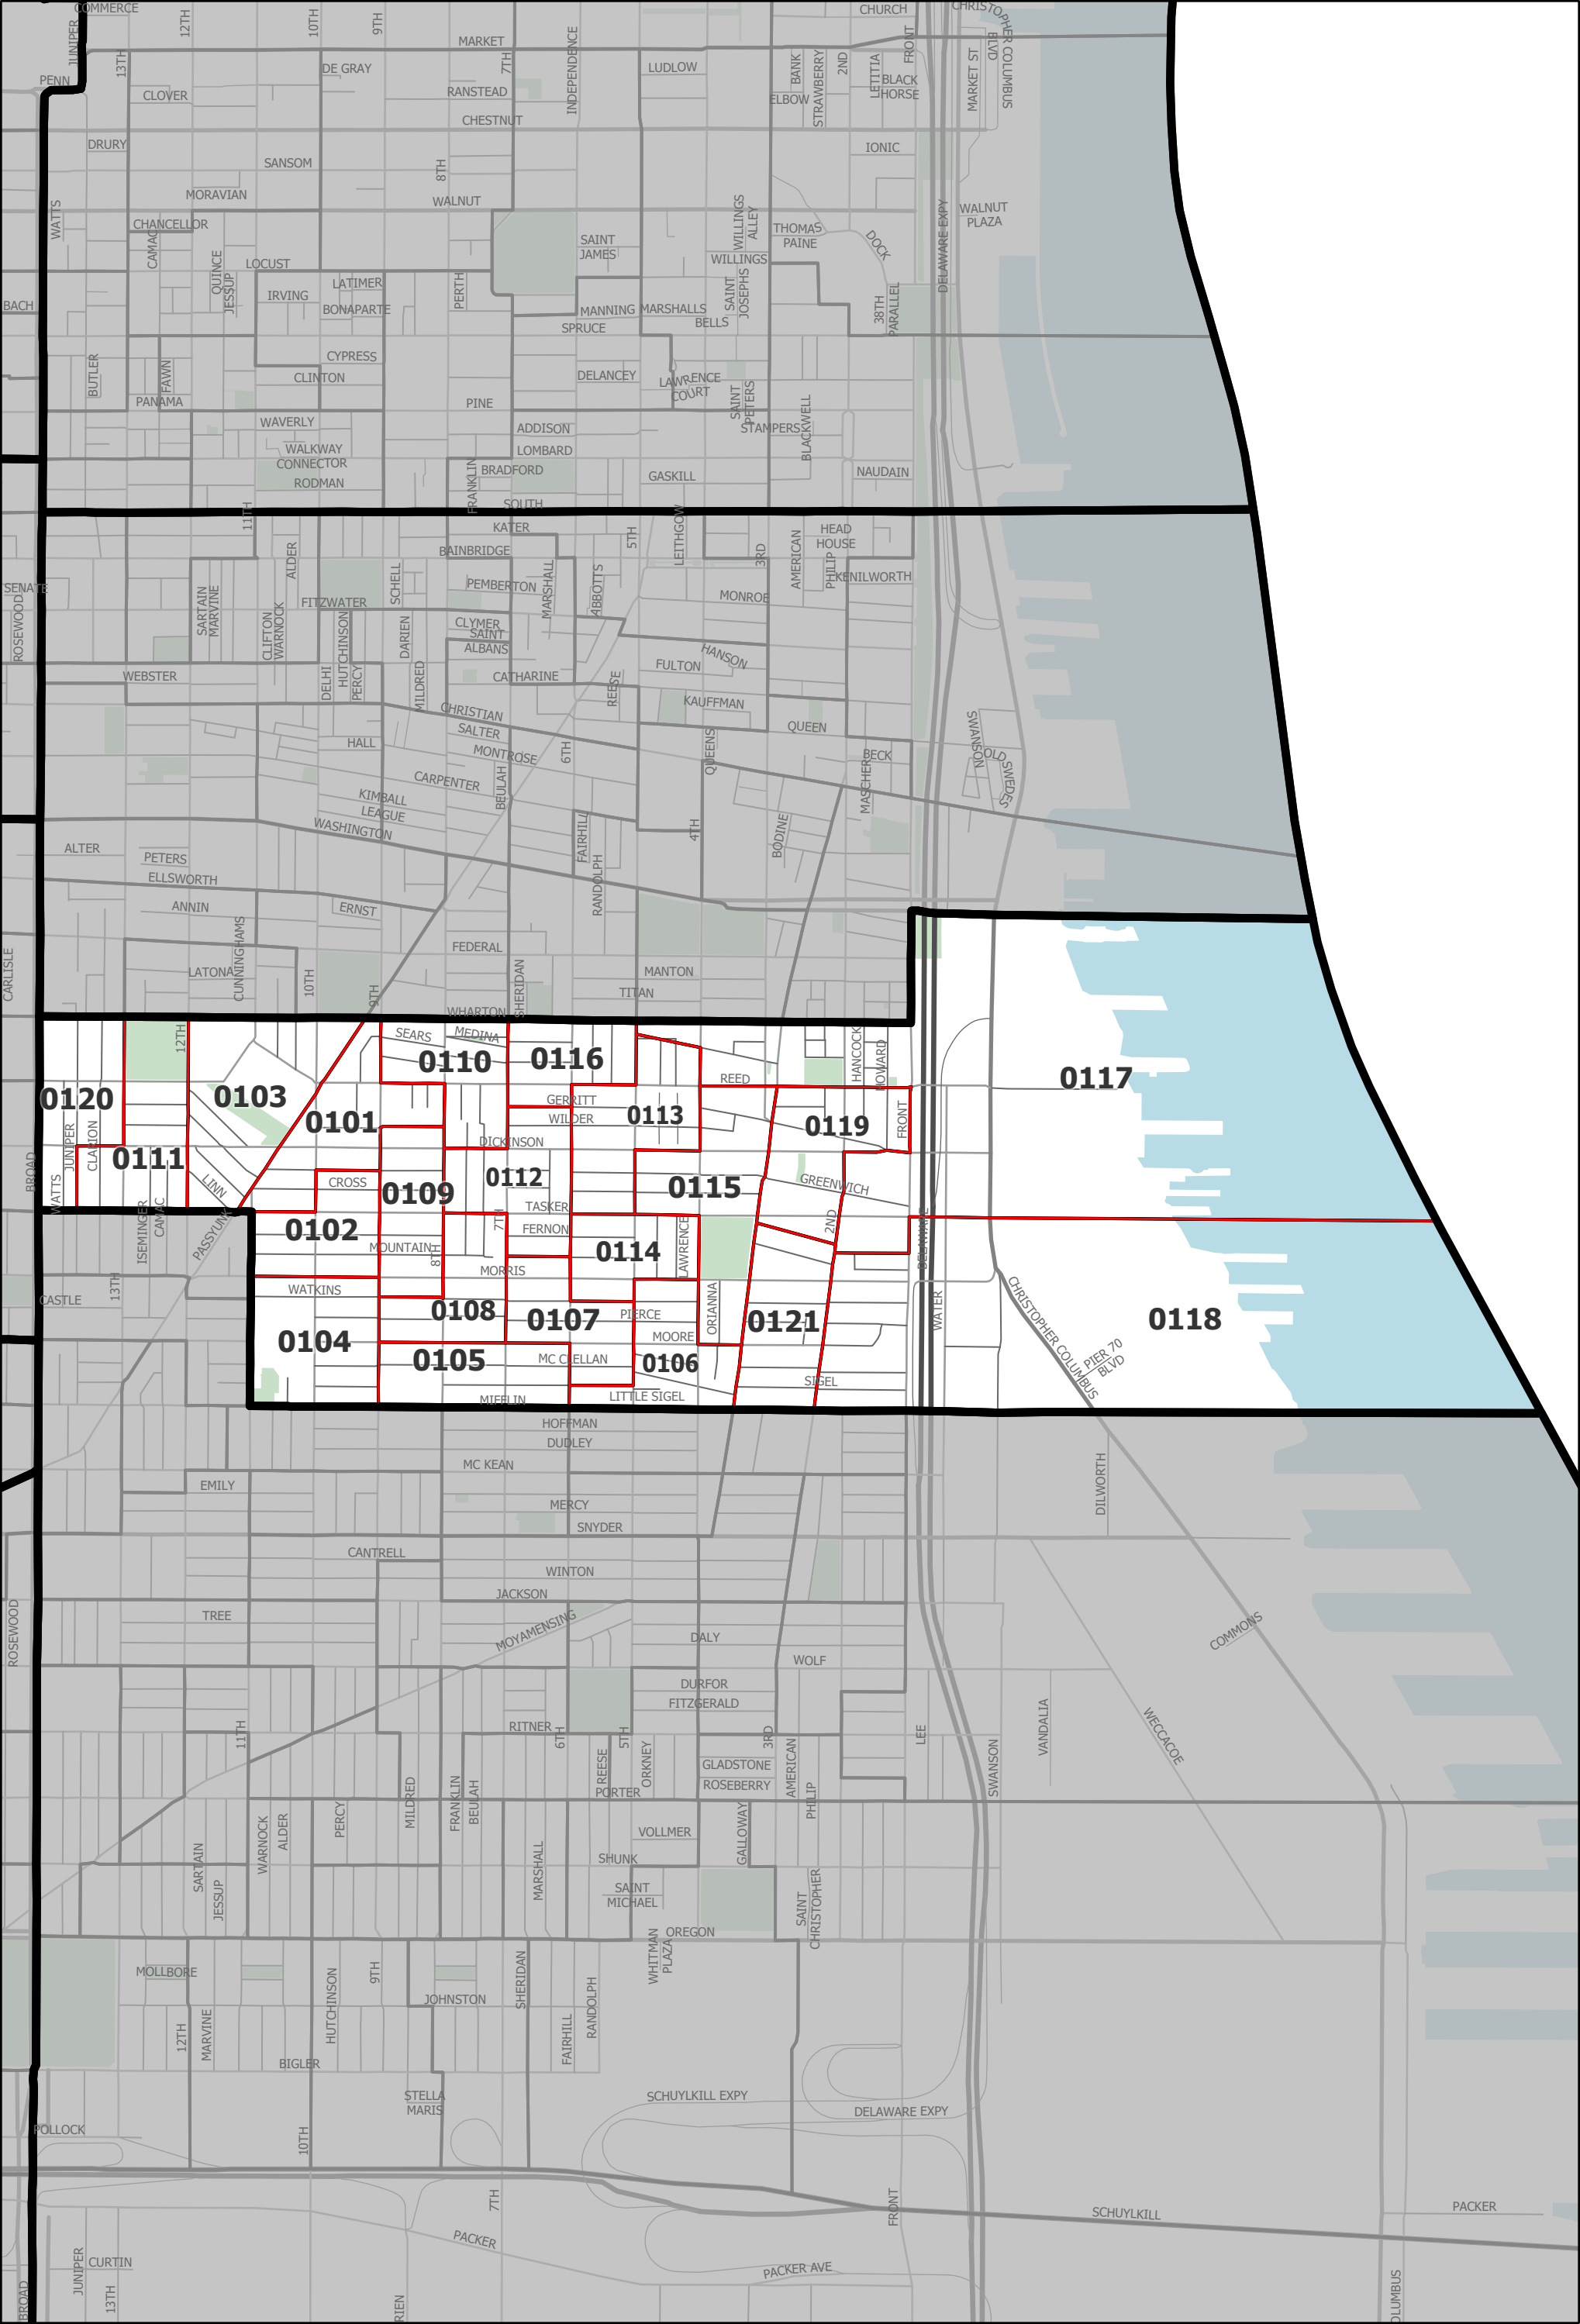 COMMERCE
CHURCH
CHRISTOPHER COLUMBUS
BLVD
JUNIPER
12TH
10TH
9TH
13TH
MARKET
7TH
INDEPENDENCE
FRONT
PENN
DE GRAY
LUDLOW
BANK
STRAWBERRY
2ND
LETITIA
BLACK
HORSE
MARKET ST
CLOVER
RANSTEAD
ELBOW
CHESTNUT
DRURY
IONIC
SANSOM
8TH
MORAVIAN
WALNUT
WATTS
WILLINGS
ALLEY
WALNUT
PLAZA
CHANCELLOR
CAMAC
THOMAS
PAINE
DOCK
DELAWARE EXPY
SAINT
JAMES
QUINCE
JESSUP
LOCUST
WILLINGS
BACH
IRVING
LATIMER
BONAPARTE
PERTH
SAINT
JOSEPHS
38TH
PARALLEL
MANNING
MARSHALLS
BELLS
SPRUCE
BUTLER
FAWN
CYPRESS
CLINTON
DELANCEY
LAWRENCE
COURT
SAINT
PETERS
PANAMA
PINE
BLACKWELL
WAVERLY
ADDISON
STAMPERS
WALKWAY
CONNECTOR
LOMBARD
FRANKLIN
BRADFORD
GASKILL
NAUDAIN
RODMAN
11TH
SOUTH
KATER
5TH
LEITHGOW
HEAD
HOUSE
ALDER
BAINBRIDGE
3RD
AMERICAN
PHILIP
SENATE
ROSEWOOD
SARTAIN
MARVINE
SCHELL
PEMBERTON
MARSHALL
ABBOTTS
KENILWORTH
FITZWATER
MONROE
CLIFTON
WARNOCK
HUTCHINSON
DARIEN
CLYMER
SAINT
ALBANS
HANSON
FULTON
WEBSTER
DELHI
PERCY
MILDRED
CATHARINE
REESE
KAUFFMAN
CHRISTIAN
SALTER
QUEEN
SWANSON
HALL
MONTROSE
6TH
QUEENS
BECK
OLD
SWEDES
CARPENTER
BEULAH
MASCHER
KIMBALL
LEAGUE
WASHINGTON
FAIRHILL
4TH
BODINE
ALTER
PETERS
ELLSWORTH
RANDOLPH
ANNIN
ERNST
CARLISLE
CUNNINGHAMS
FEDERAL
LATONA
10TH
9TH
SHERIDAN
MANTON
TITAN
WHARTON
12TH
SEARS
MEDINA
HANCOCK
HOWARD
0110
0116
0117
REED
0120
0103
0101
GERRITT
WILDER
0113
0119
FRONT
JUNIPER
CLARION
DICKINSON
BROAD
WATTS
0111
LINN
CROSS
0109
0112
0115
GREENWICH
ISEMINGER
CAMAC
PASSYUNK
0102
TASKER
7TH
FERNON
2ND
DELAWARE
MOUNTAIN
8TH
0114
LAWRENCE
MORRIS
CASTLE
13TH
WATKINS
0108
0107
PIERCE
ORIANNA
0121
WATER
CHRISTOPHER COLUMBUS
0118
0104
MOORE
PIER 70
BLVD
0105
MC CLELLAN
0106
SIGEL
MIFFLIN
LITTLE SIGEL
HOFFMAN
DUDLEY
MC KEAN
EMILY
DILWORTH
MERCY
SNYDER
CANTRELL
WINTON
JACKSON
ROSEWOOD
TREE
MOYAMENSING
DALY
COMMONS
WOLF
DURFOR
FITZGERALD
11TH
RITNER
6TH
5TH
3RD
LEE
VANDALIA
WECCACOE
REESE
ORKNEY
GLADSTONE
ROSEBERRY
AMERICAN
SWANSON
PORTER
PHILIP
MILDRED
FRANKLIN
BEULAH
PERCY
WARNOCK
ALDER
VOLLMER
GALLOWAY
SARTAIN
JESSUP
MARSHALL
SHUNK
SAINT
MICHAEL
SAINT
CHRISTOPHER
OREGON
WHITMAN
PLAZA
MOLLBORE
9TH
HUTCHINSON
JOHNSTON
SHERIDAN
RANDOLPH
12TH
MARVINE
FAIRHILL
BIGLER
STELLA
MARIS
SCHUYLKILL EXPY
DELAWARE EXPY
POLLOCK
10TH
7TH
FRONT
SCHUYLKILL
PACKER
PACKER
JUNIPER
CURTIN
PACKER AVE
BROAD
13TH
RIEN
OLUMBUS